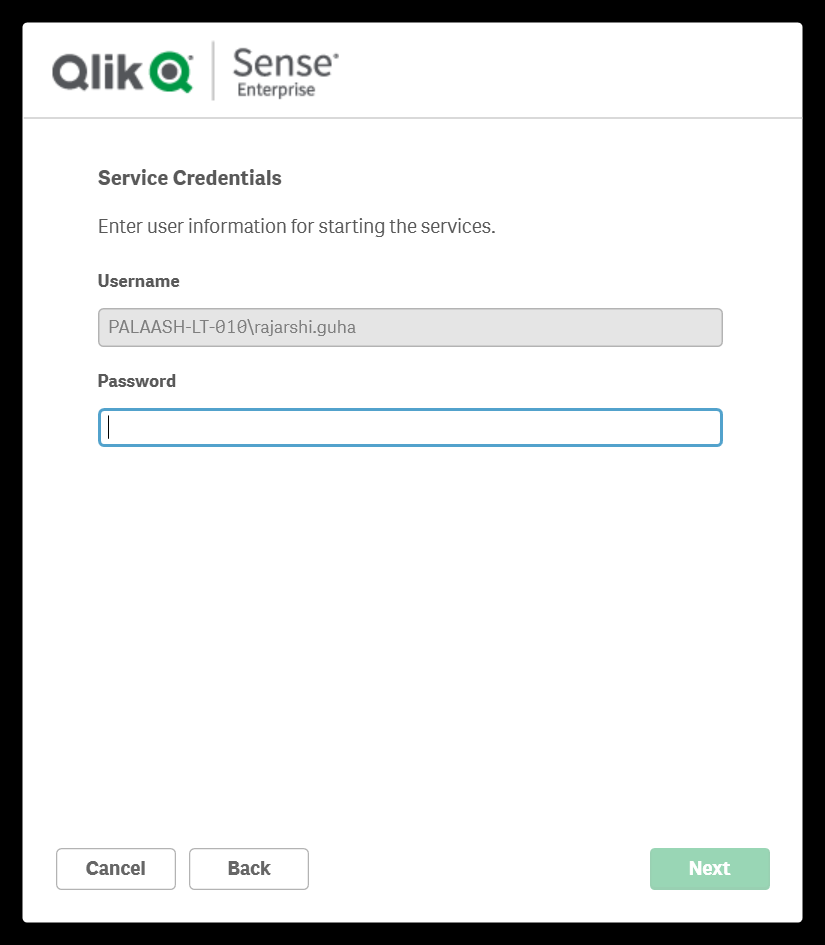 Qlik Sense
Enterprise
Service Credentials
Enter user information for starting the services.
Username
PALAASH-LT-010\rajarshi.guha
Password
Cancel Back Next